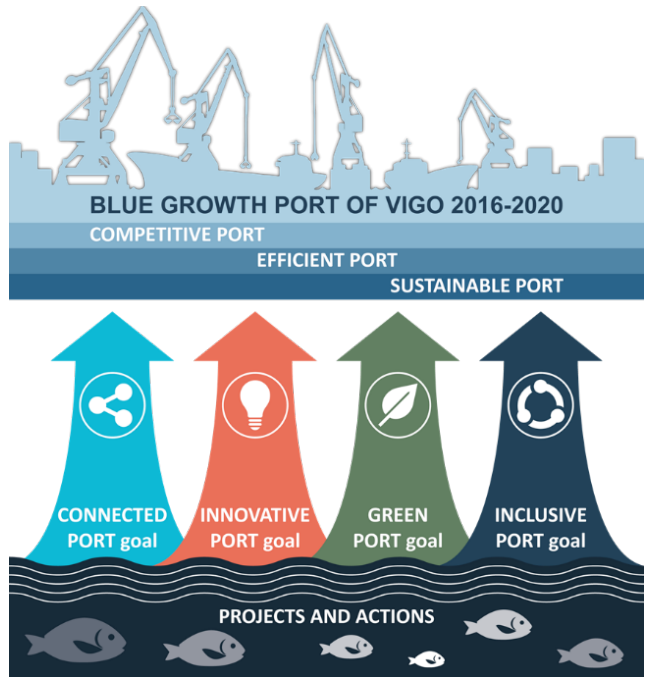 BLUE GROWTH PORT OF VIGO 2016-2020
COMPETITIVE PORT
EFFICIENT PORT
SUSTAINABLE PORT
CONNECTED
PORT goal
INNOVATIVE
PORT goal
GREEN
PORT goal
INCLUSIVE
PORT goal
PROJECTS AND ACTIONS